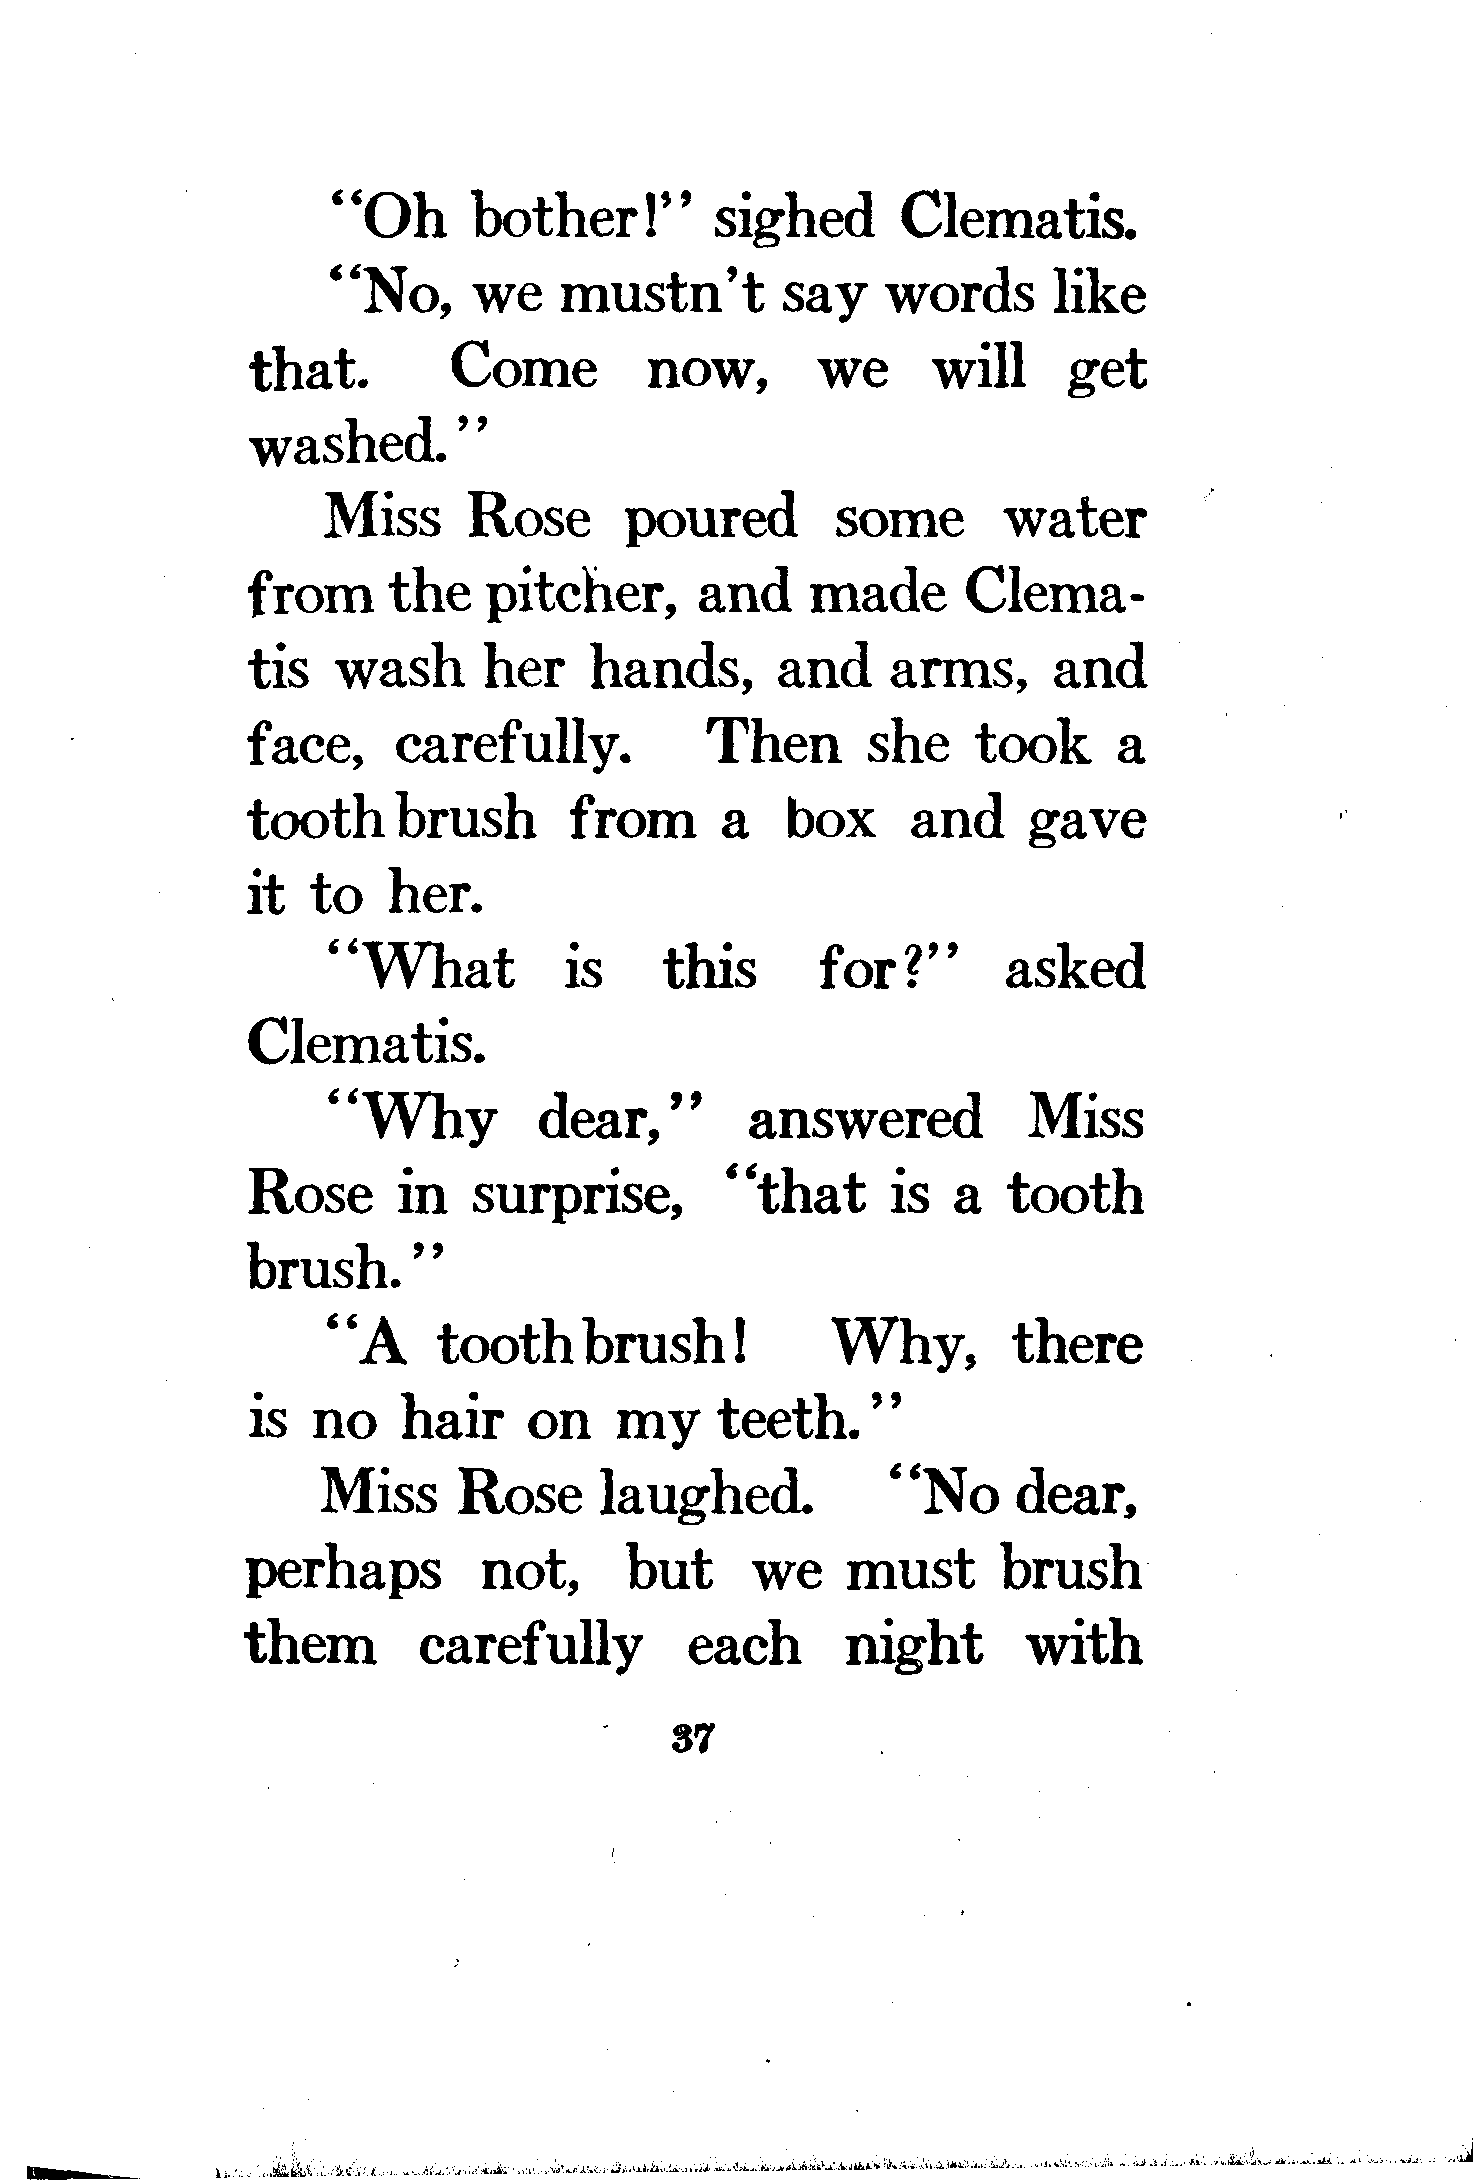 “Oh bother!” sighed Clematis.
“No, we mustn’t say words like
that. Come now, we will get
washed.”
Miss Rose poured some water
from the pitcher, and made Clema-
tis wash her hands, and arms, and
face, carefully. Then she took a
tooth brush from a box and gave
it to her.
“What is this for?” asked
Clematis.
“Why dear,” answered Miss
Rose in surprise, “that is a tooth
brush.”
“A tooth brush! Why, there
is no hair on my teeth.”
Miss Rose laughed. “No dear,
perhaps not, but we must brush
them carefully each night with
37